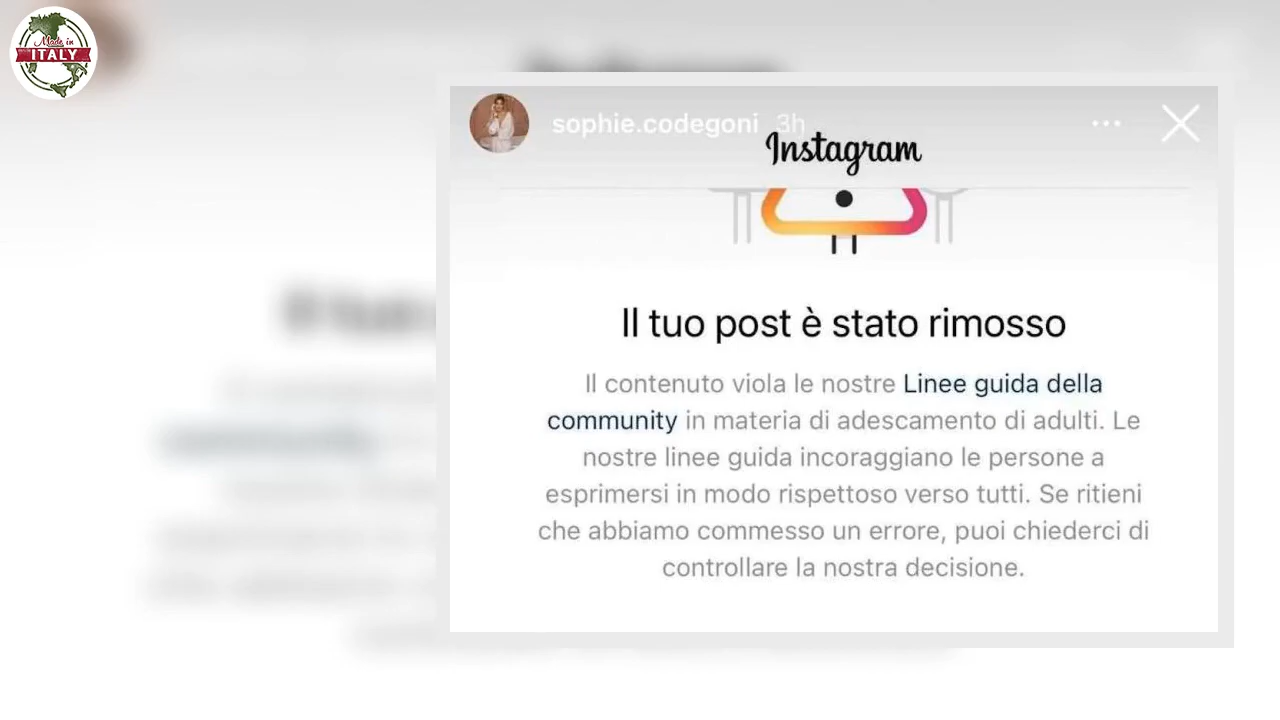 Made in
ITALY
sophie.codegoni 3h
Instagram
Il tuo post è stato rimosso
Il contenuto viola le nostre Linee guida della
community in materia di adescamento di adulti. Le
nostre linee guida incoraggiano le persone a
esprimersi in modo rispettoso verso tutti. Se ritieni
che abbiamo commesso un errore, puoi chiederci di
controllare la nostra decisione.